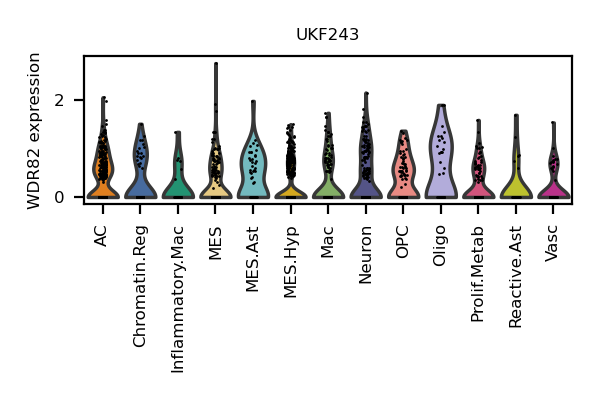 UKF243
WDR82 expression
2
0
AC
Chromatin.Reg
Inflammatory.Mac
MES
MES.Ast
MES.Hyp
Mac
Neuron
OPC
Oligo
Prolif.Metab
Reactive.Ast
Vasc